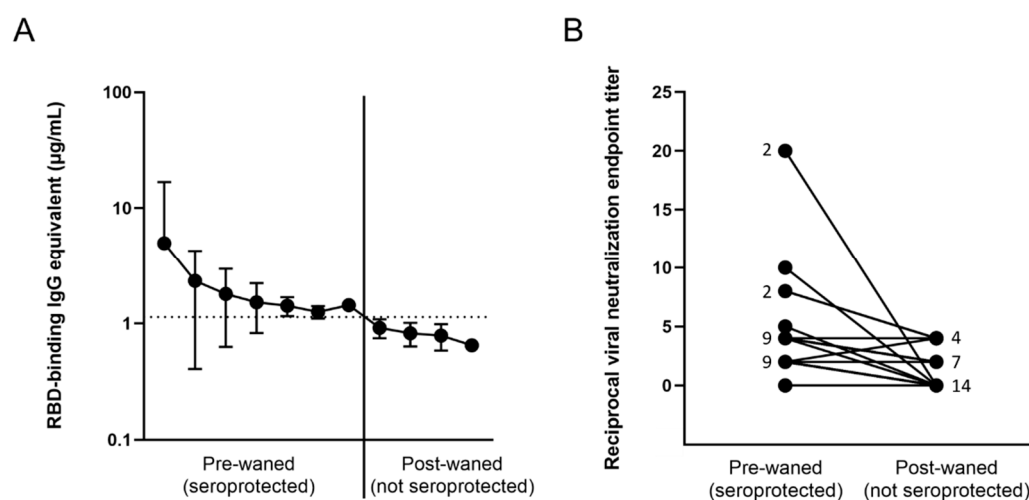 A
RBD-binding IgG equivalent (µg/mL)
100
10
1
0.1
Pre-waned
(seroprotected)
Post-waned
(not seroprotected)
B
Reciprocal viral neutralization endpoint titer
25
20
15
10
5
0
2
2
9
9
4
7
14
Pre-waned
(seroprotected)
Post-waned
(not seroprotected)